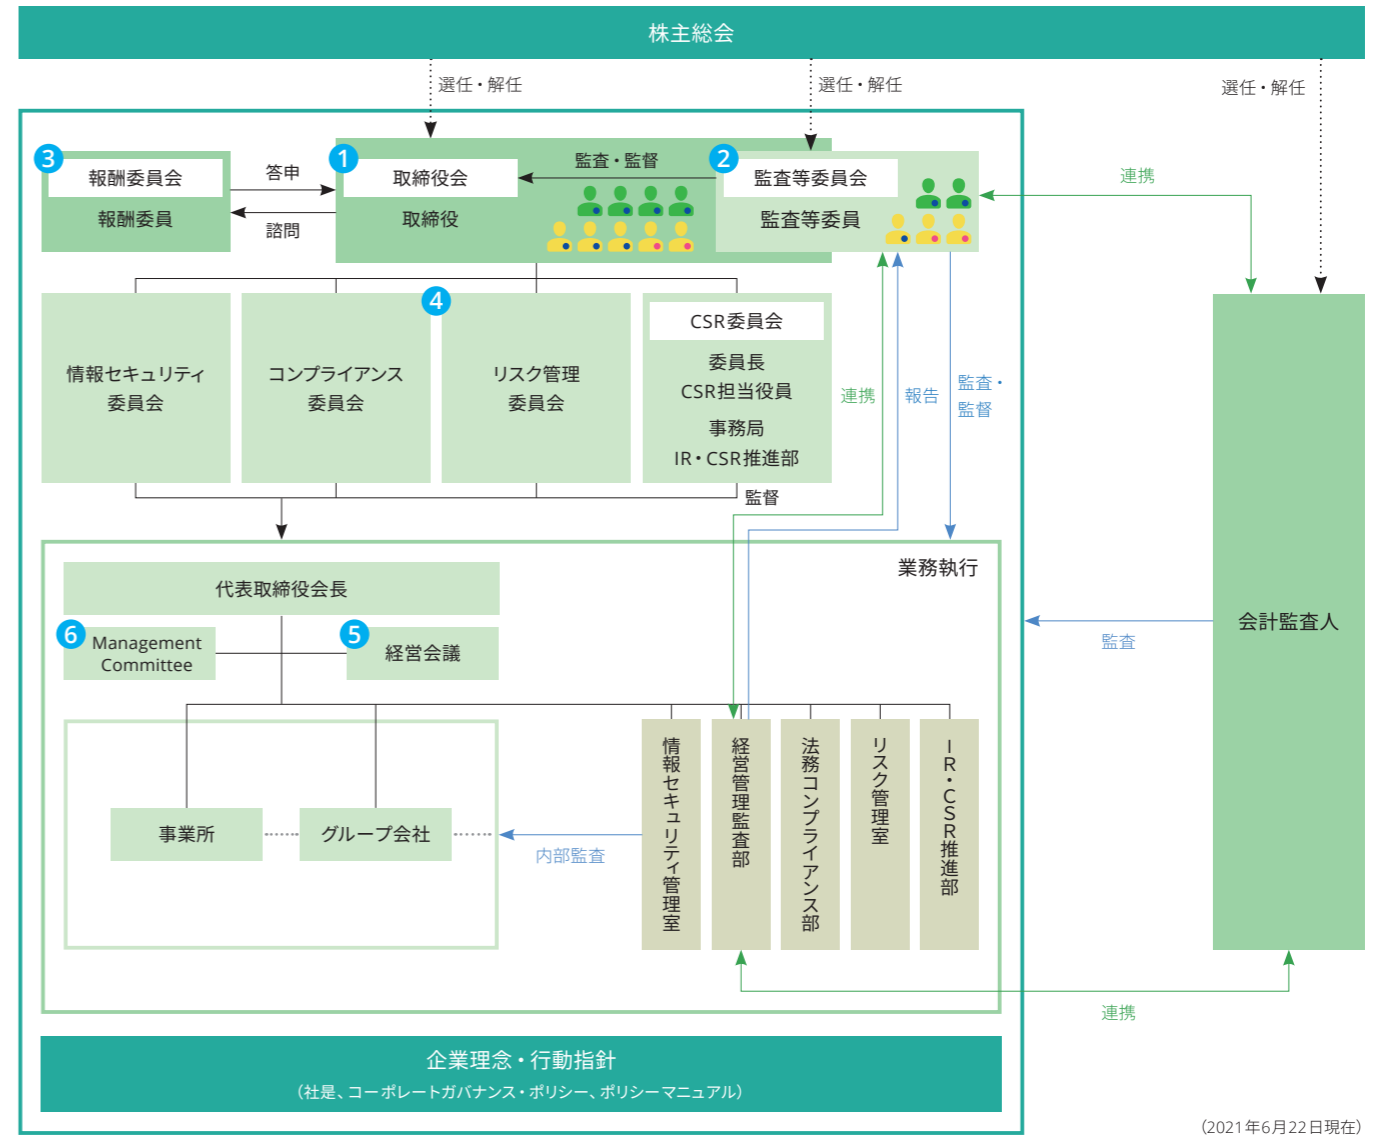 株主総会
選任・解任
選任・解任
選任・解任
3
報酬委員会
報酬委員
答申
諮問
1
取締役会
取締役
監査・監督
2
監査等委員会
監査等委員
連携
情報セキュリティ
委員会
コンプライアンス
委員会
4
リスク管理
委員会
CSR委員会
委員長
CSR担当役員
事務局
IR・CSR推進部
連携
報告
監査・
監督
監督
業務執行
代表取締役会長
6
Management
Committee
5
経営会議
会計監査人
監査
事業所
グループ会社
内部監査
情報セキュリティ管理室
経営管理監査部
法務コンプライアンス部
リスク管理室
IR・CSR推進部
連携
企業理念・行動指針
（社是、コーポレートガバナンス・ポリシー、ポリシーマニュアル）
（2021年6月22日現在）